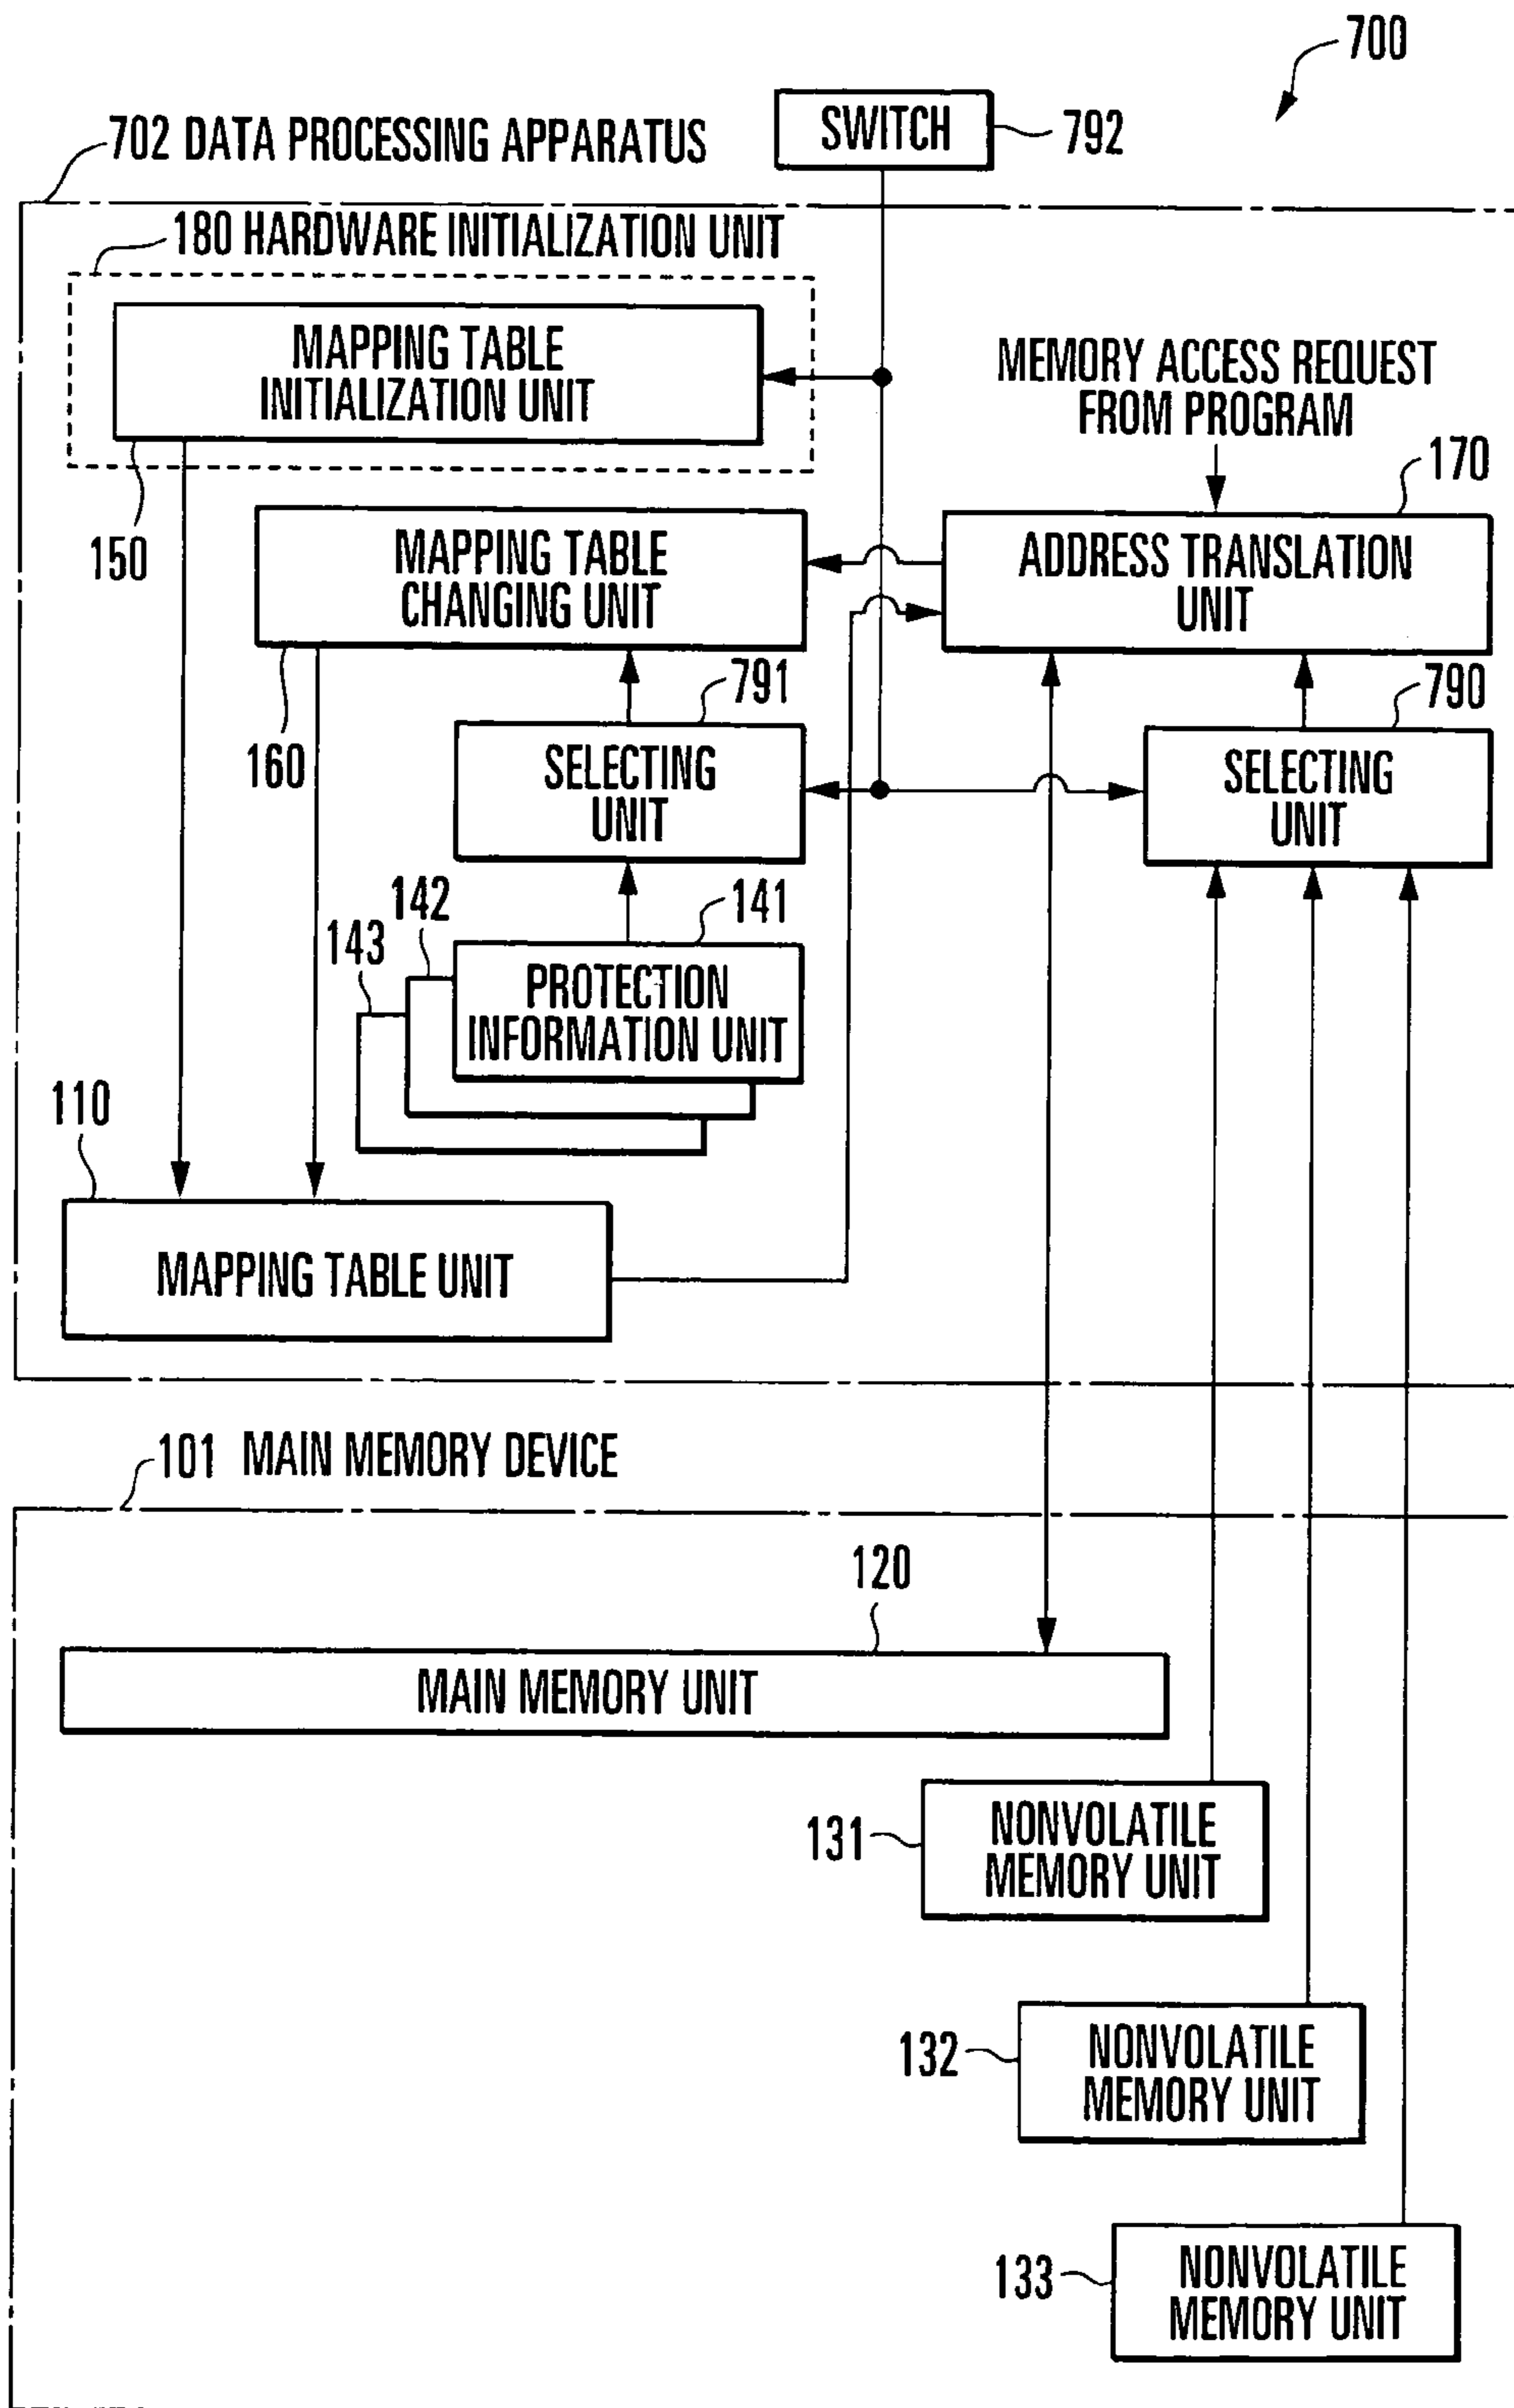 700
SWITCH
792
702 DATA PROCESSING APPARATUS
180 HARDWARE INITIALIZATION UNIT
MAPPING TABLE
INITIALIZATION UNIT
150
MEMORY ACCESS REQUEST
FROM PROGRAM
170
MAPPING TABLE
CHANGING UNIT
160
ADDRESS TRANSLATION
UNIT
791
SELECTING
UNIT
790
SELECTING
UNIT
143
142
141
PROTECTION
INFORMATION UNIT
110
MAPPING TABLE UNIT
101 MAIN MEMORY DEVICE
120
MAIN MEMORY UNIT
131
NONVOLATILE
MEMORY UNIT
132
NONVOLATILE
MEMORY UNIT
133
NONVOLATILE
MEMORY UNIT